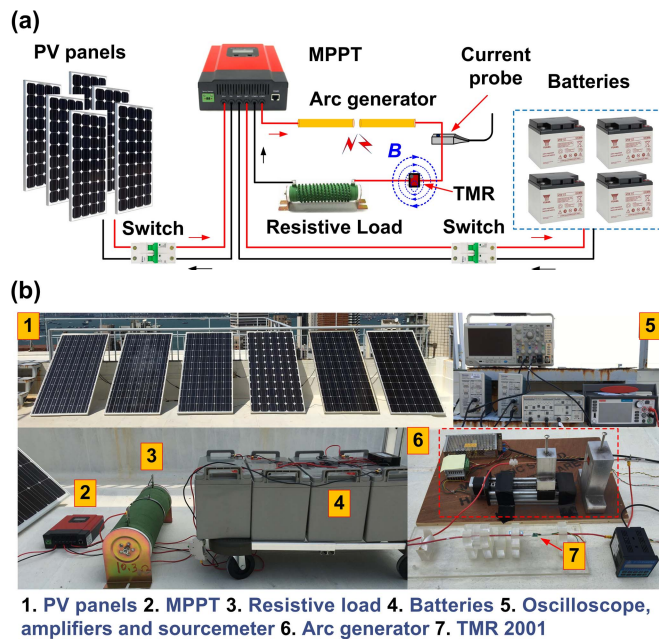 (a)
PV panels
MPPT
Current
probe
Arc generator
Batteries
B
TMR
Switch
Resistive Load
Switch
(b)
1
5
3
6
2
4
10.3Ω
7
1. PV panels 2. MPPT 3. Resistive load 4. Batteries 5. Oscilloscope,
amplifiers and sourcemeter 6. Arc generator 7. TMR 2001